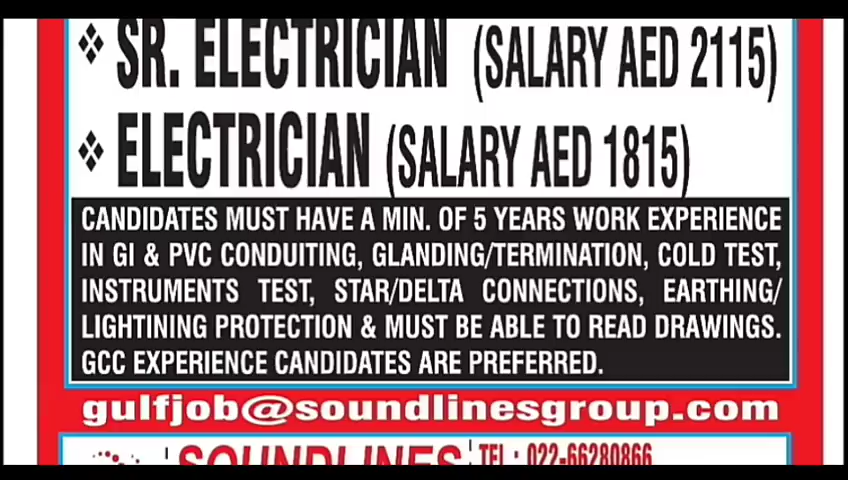 ❖ SR. ELECTRICIAN (SALARY AED 2115)
❖ ELECTRICIAN (SALARY AED 1815)
CANDIDATES MUST HAVE A MIN. OF 5 YEARS WORK EXPERIENCE
IN GI & PVC CONDUITING, GLANDING/TERMINATION, COLD TEST,
INSTRUMENTS TEST, STAR/DELTA CONNECTIONS, EARTHING/
LIGHTINING PROTECTION & MUST BE ABLE TO READ DRAWINGS.
GCC EXPERIENCE CANDIDATES ARE PREFERRED.
gulfjob@soundlinesgroup.com
SOUNDLINES TEL : 022-66280866